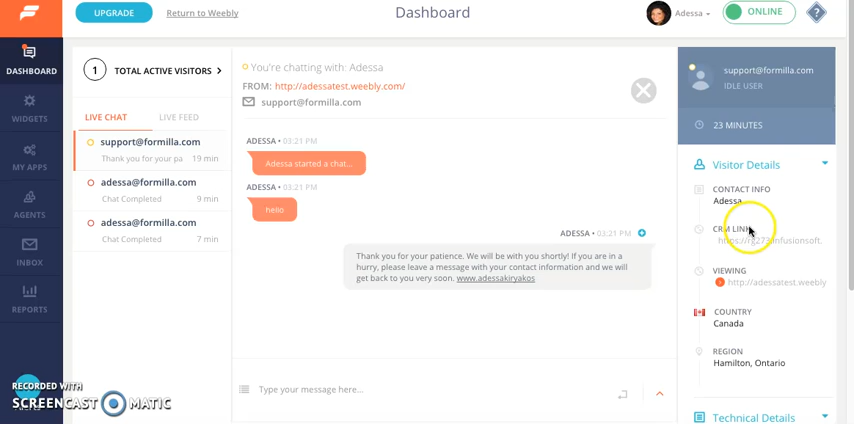 UPGRADE
Return to Weebly
Dashboard
Adessa
ONLINE
?
DASHBOARD
WIDGETS
MY APPS
AGENTS
INBOX
REPORTS
1 TOTAL ACTIVE VISITORS
LIVE CHAT LIVE FEED
support@formilla.com
Thank you for your pa 19 min
adessa@formilla.com
Chat Completed 9 min
adessa@formilla.com
Chat Completed 7 min
You're chatting with: Adessa
FROM: http://adessatest.weebly.com/
support@formilla.com
ADESSA • 03:21 PM
Adessa started a chat...
ADESSA • 03:21 PM
hello
ADESSA • 03:21 PM
Thank you for your patience. We will be with you shortly! If you are in a
hurry, please leave a message with your contact information and we will
get back to you very soon. www.adessakiryakos
Type your message here...
support@formilla.com
IDLE USER
23 MINUTES
Visitor Details
CONTACT INFO
Adessa
CRM LINK
https://rg273.infusionsoft.
VIEWING
http://adessatest.weebly
COUNTRY
Canada
REGION
Hamilton, Ontario
Technical Details
RECORDED WITH
SCREENCAST MATIC